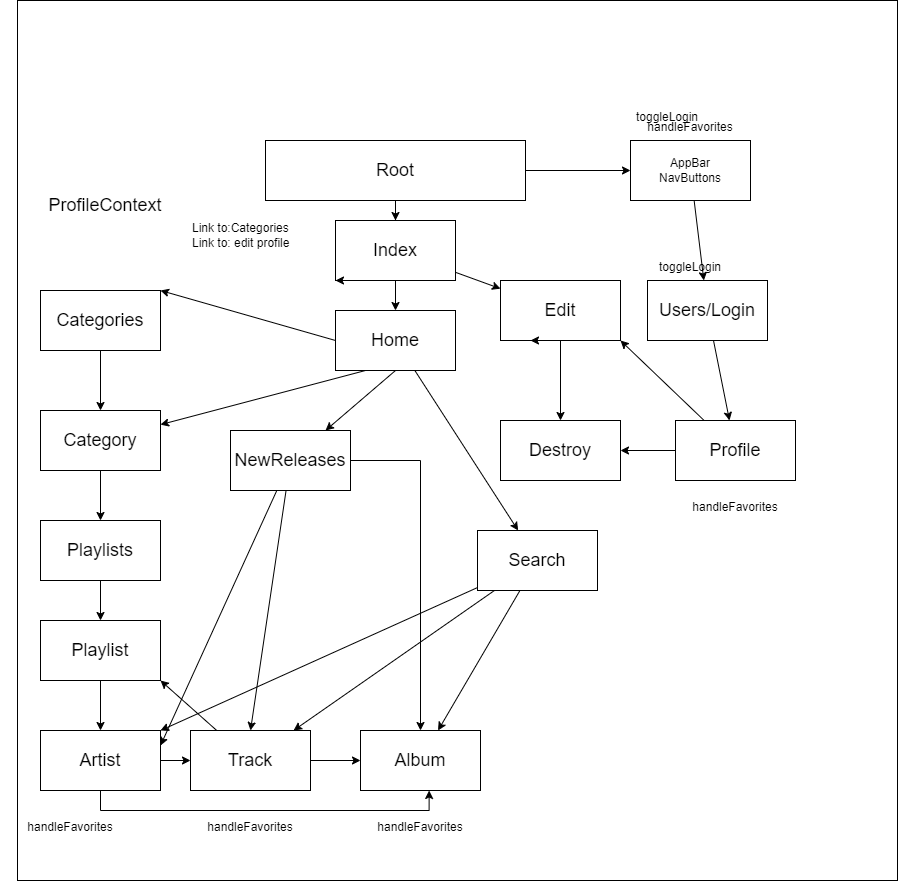 toggleLogin
handleFavorites
Root
AppBar
NavButtons
ProfileContext
Link to:Categories
Link to: edit profile
Index
toggleLogin
Categories
Home
Edit
Users/Login
Category
NewReleases
Destroy
Profile
handleFavorites
Playlists
Search
Playlist
Artist
Track
Album
handleFavorites
handleFavorites
handleFavorites